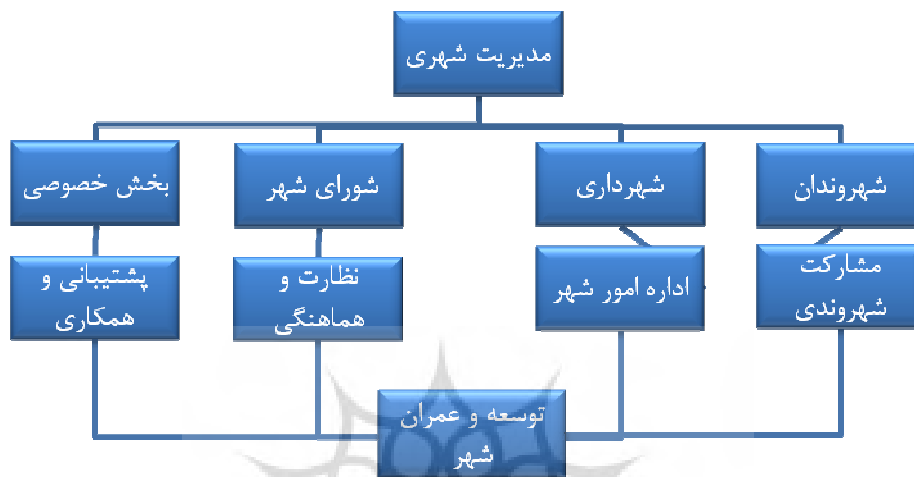 مدیریت شهری
شهروندان
شهرداری
شورای شهر
بخش خصوصی
مشارکت
شهروندی
اداره امور شهر
نظارت و
هماهنگی
پشتیبانی و
همکاری
توسعه و عمران
شهر